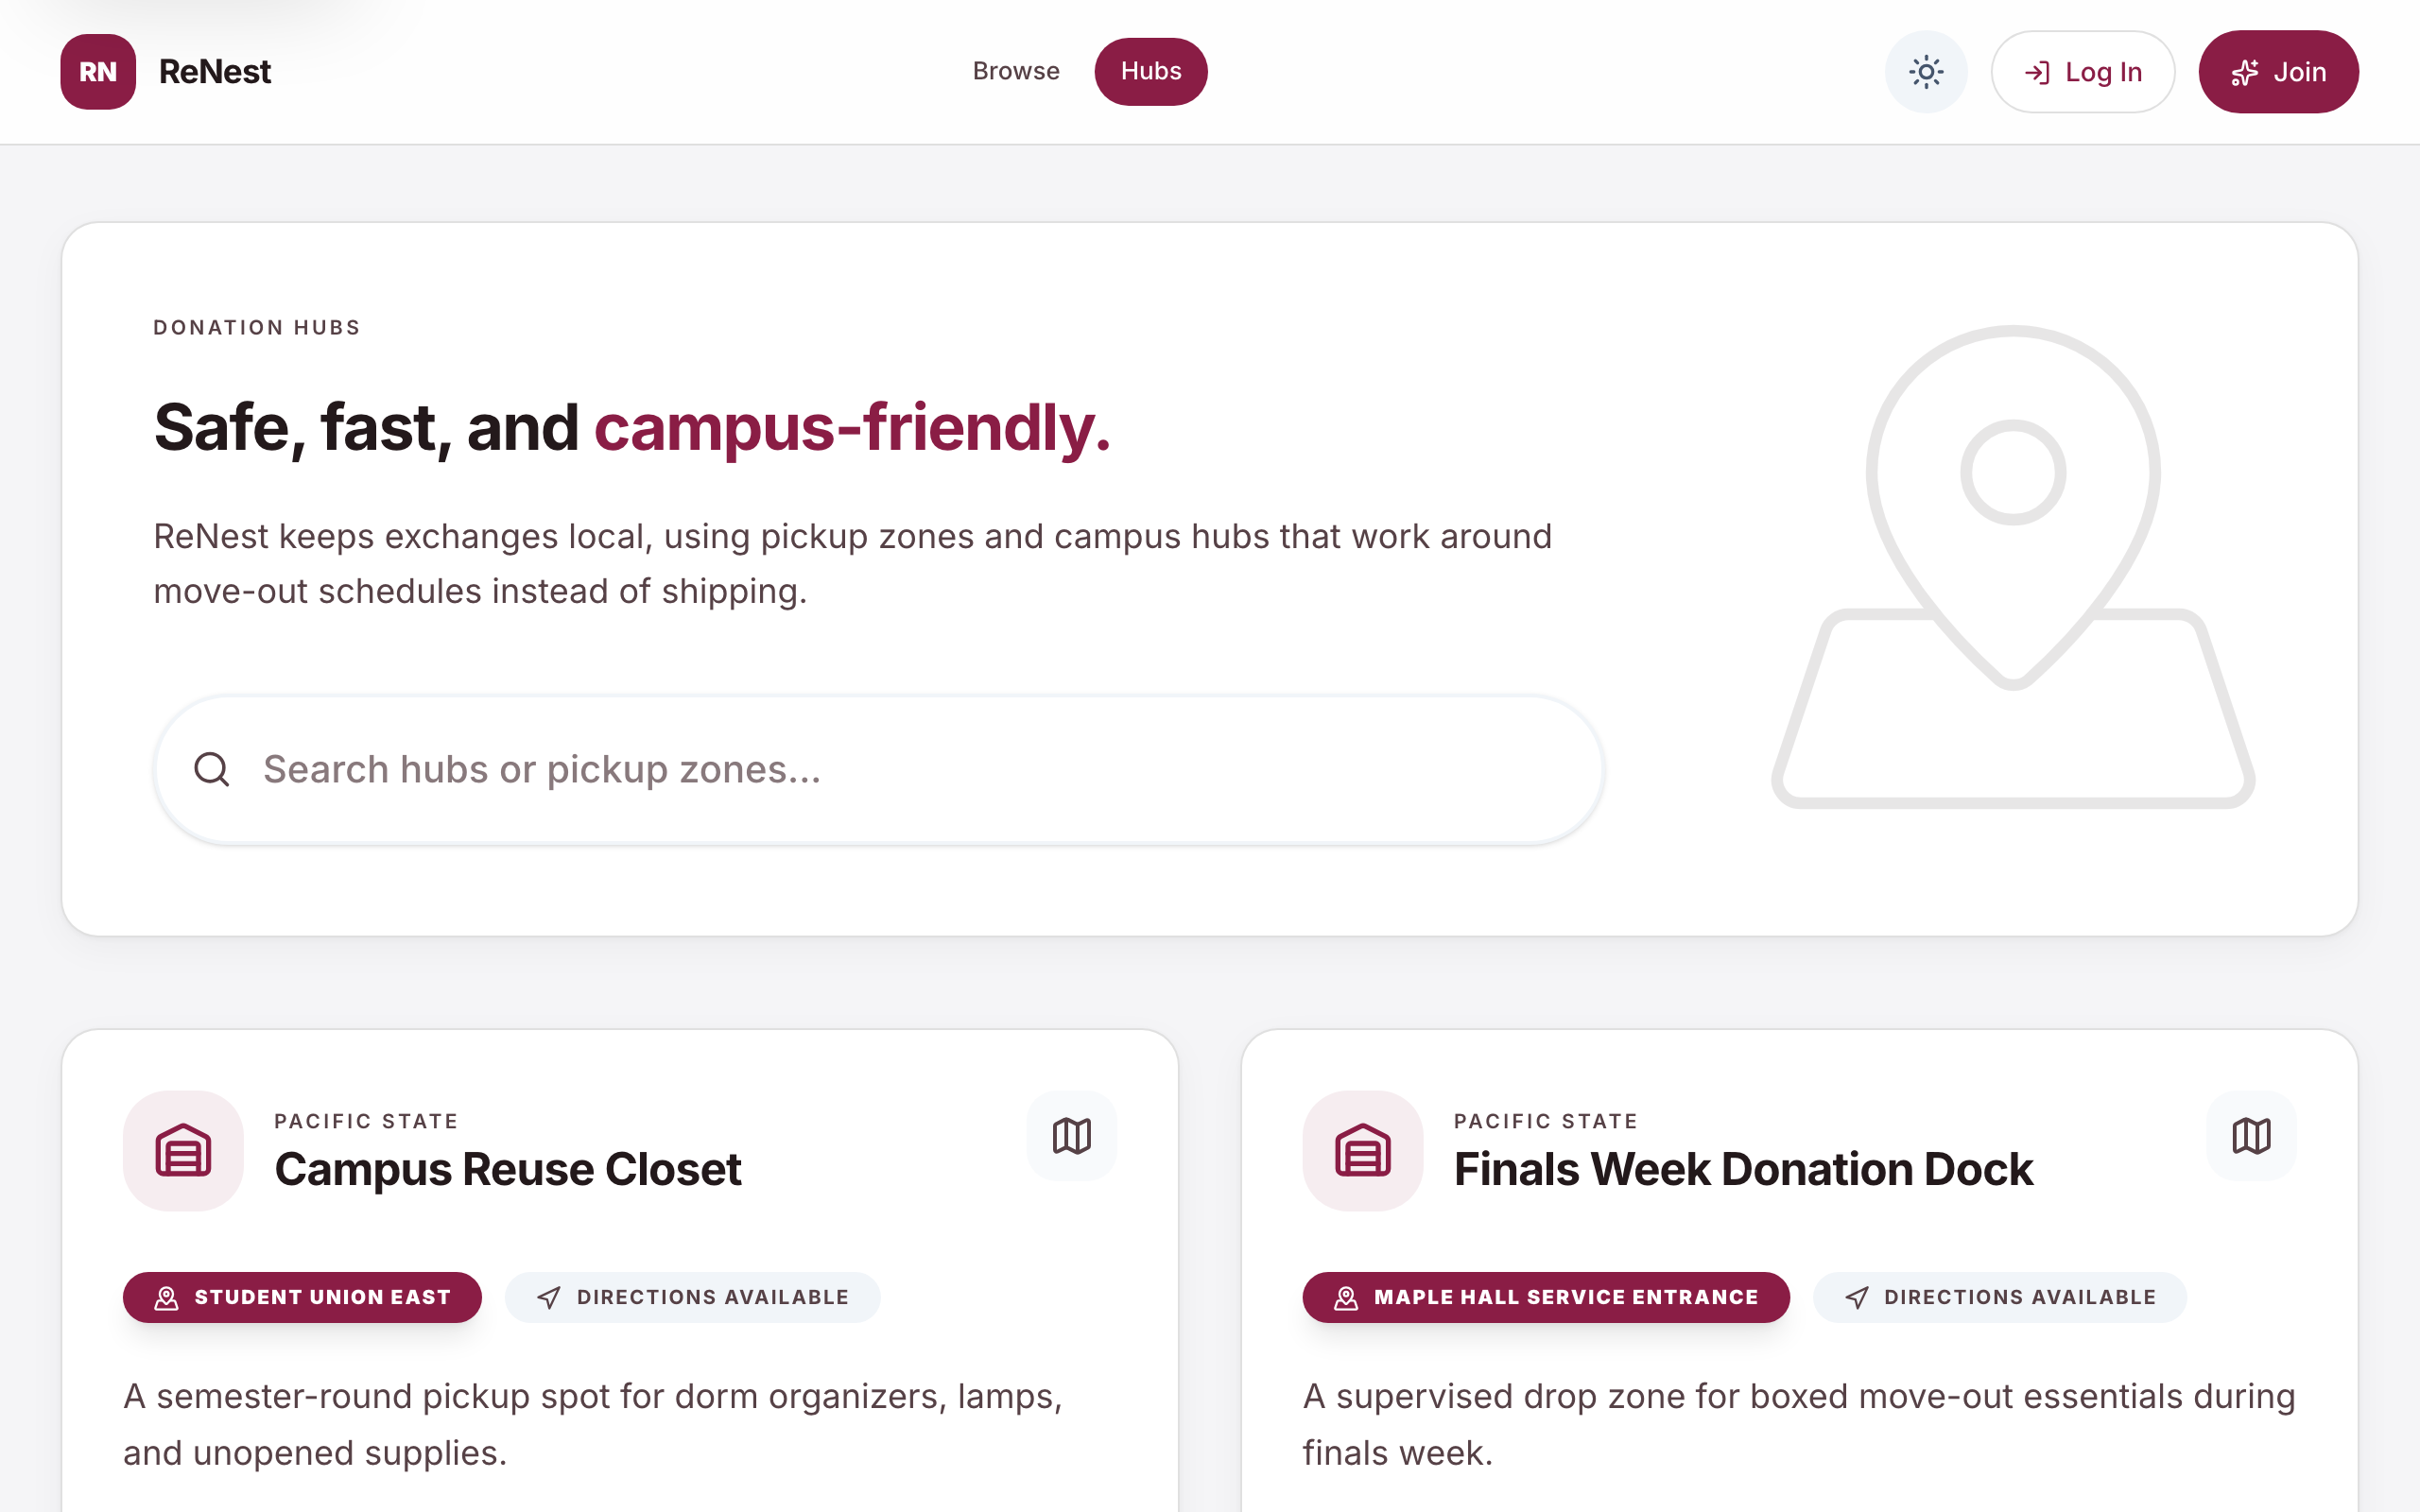 RN
ReNest
Browse
Hubs
Log In
Join
DONATION HUBS
Safe, fast, and campus-friendly.
ReNest keeps exchanges local, using pickup zones and campus hubs that work around
move-out schedules instead of shipping.
Search hubs or pickup zones...
PACIFIC STATE
Campus Reuse Closet
STUDENT UNION EAST
DIRECTIONS AVAILABLE
A semester-round pickup spot for dorm organizers, lamps,
and unopened supplies.
PACIFIC STATE
Finals Week Donation Dock
MAPLE HALL SERVICE ENTRANCE
DIRECTIONS AVAILABLE
A supervised drop zone for boxed move-out essentials during
finals week.